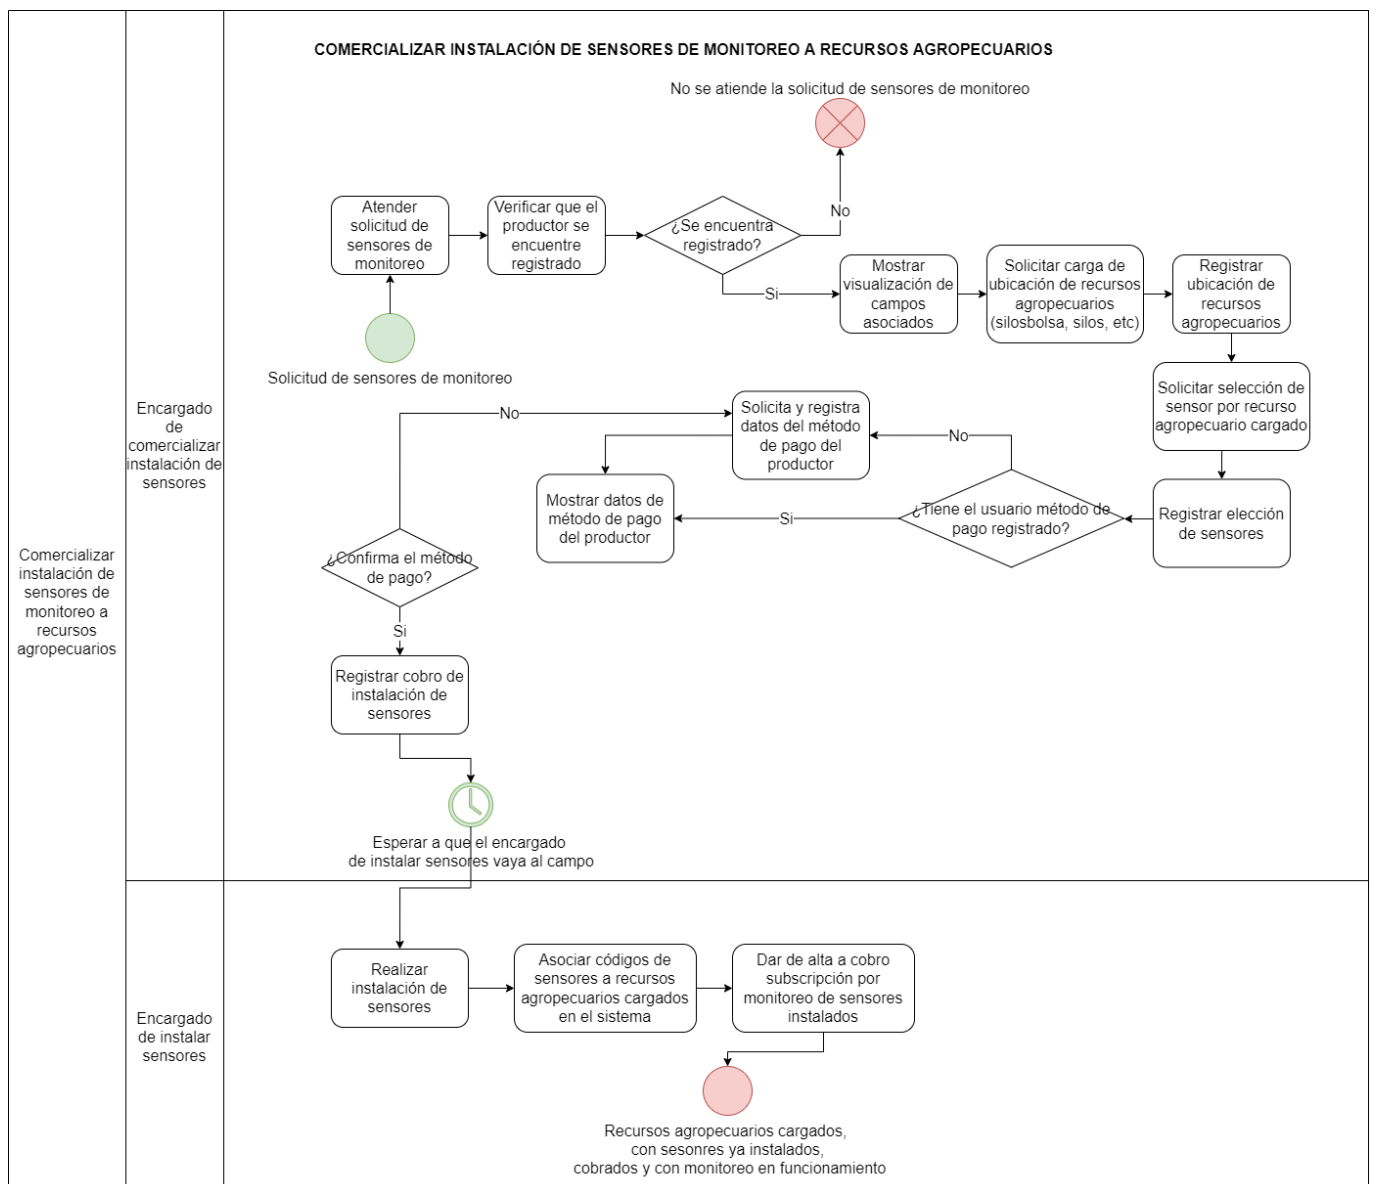 COMERCIALIZAR INSTALACIÓN DE SENSORES DE MONITOREO A RECURSOS AGROPECUARIOS
No se atiende la solicitud de sensores de monitoreo
Atender
solicitud de
sensores de
monitoreo
Verificar que el
productor se
encuentre
registrado
¿Se encuentra
registrado?
No
Si
Mostrar
visualización de
campos
asociados
Solicitar carga de
ubicación de recursos
agropecuarios
(silosbolsa, silos, etc)
Registrar
ubicación de
recursos
agropecuarios
Solicitud de sensores de monitoreo
Solicitar selección de
sensor por recurso
agropecuario cargado
Registrar elección
de sensores
¿Tiene el usuario método de
pago registrado?
No
Si
Solicita y registra
datos del método
de pago del
productor
Mostrar datos de
método de pago
del productor
No
¿Confirma el método
de pago?
Si
Registrar cobro de
instalación de
sensores
Esperar a que el encargado
de instalar sensores vaya al campo
Encargado
de
comercializar
instalación de
sensores
Comercializar
instalación de
sensores de
monitoreo a
recursos
agropecuarios
Encargado
de instalar
sensores
Realizar
instalación de
sensores
Asociar códigos de
sensores a recursos
agropecuarios cargados
en el sistema
Dar de alta a cobro
subscripción por
monitoreo de sensores
instalados
Recursos agropecuarios cargados,
con sesonres ya instalados,
cobrados y con monitoreo en funcionamiento